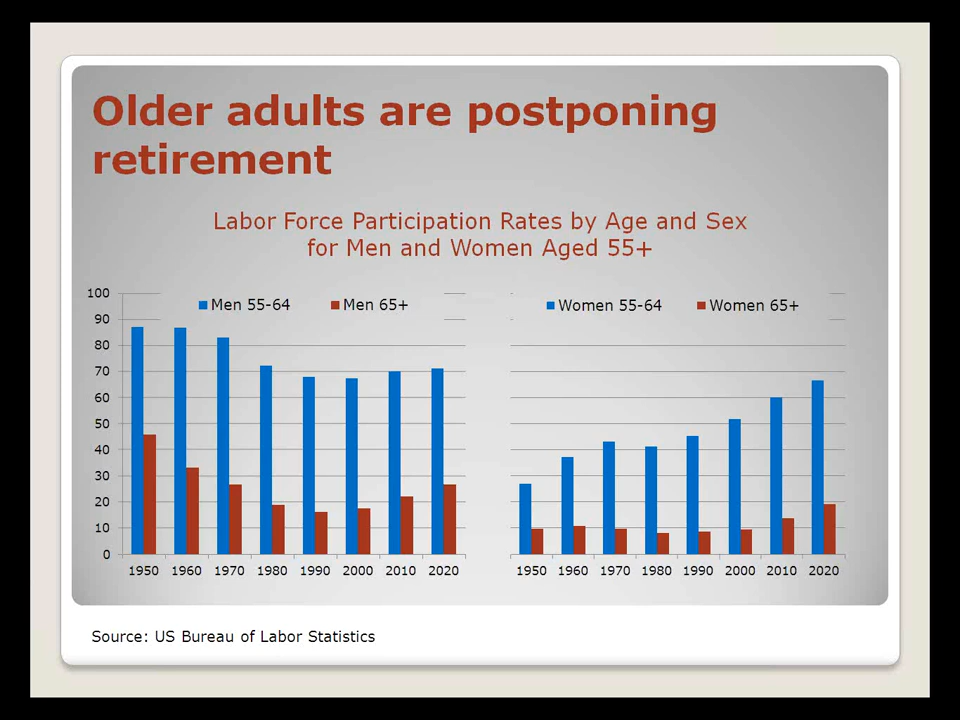 Older adults are postponing
retirement
Labor Force Participation Rates by Age and Sex
for Men and Women Aged 55+
Men 55-64 Men 65+
Women 55-64 Women 65+
100
90
80
70
60
50
40
30
20
10
0
1950 1960 1970 1980 1990 2000 2010 2020
1950 1960 1970 1980 1990 2000 2010 2020
Source: US Bureau of Labor Statistics